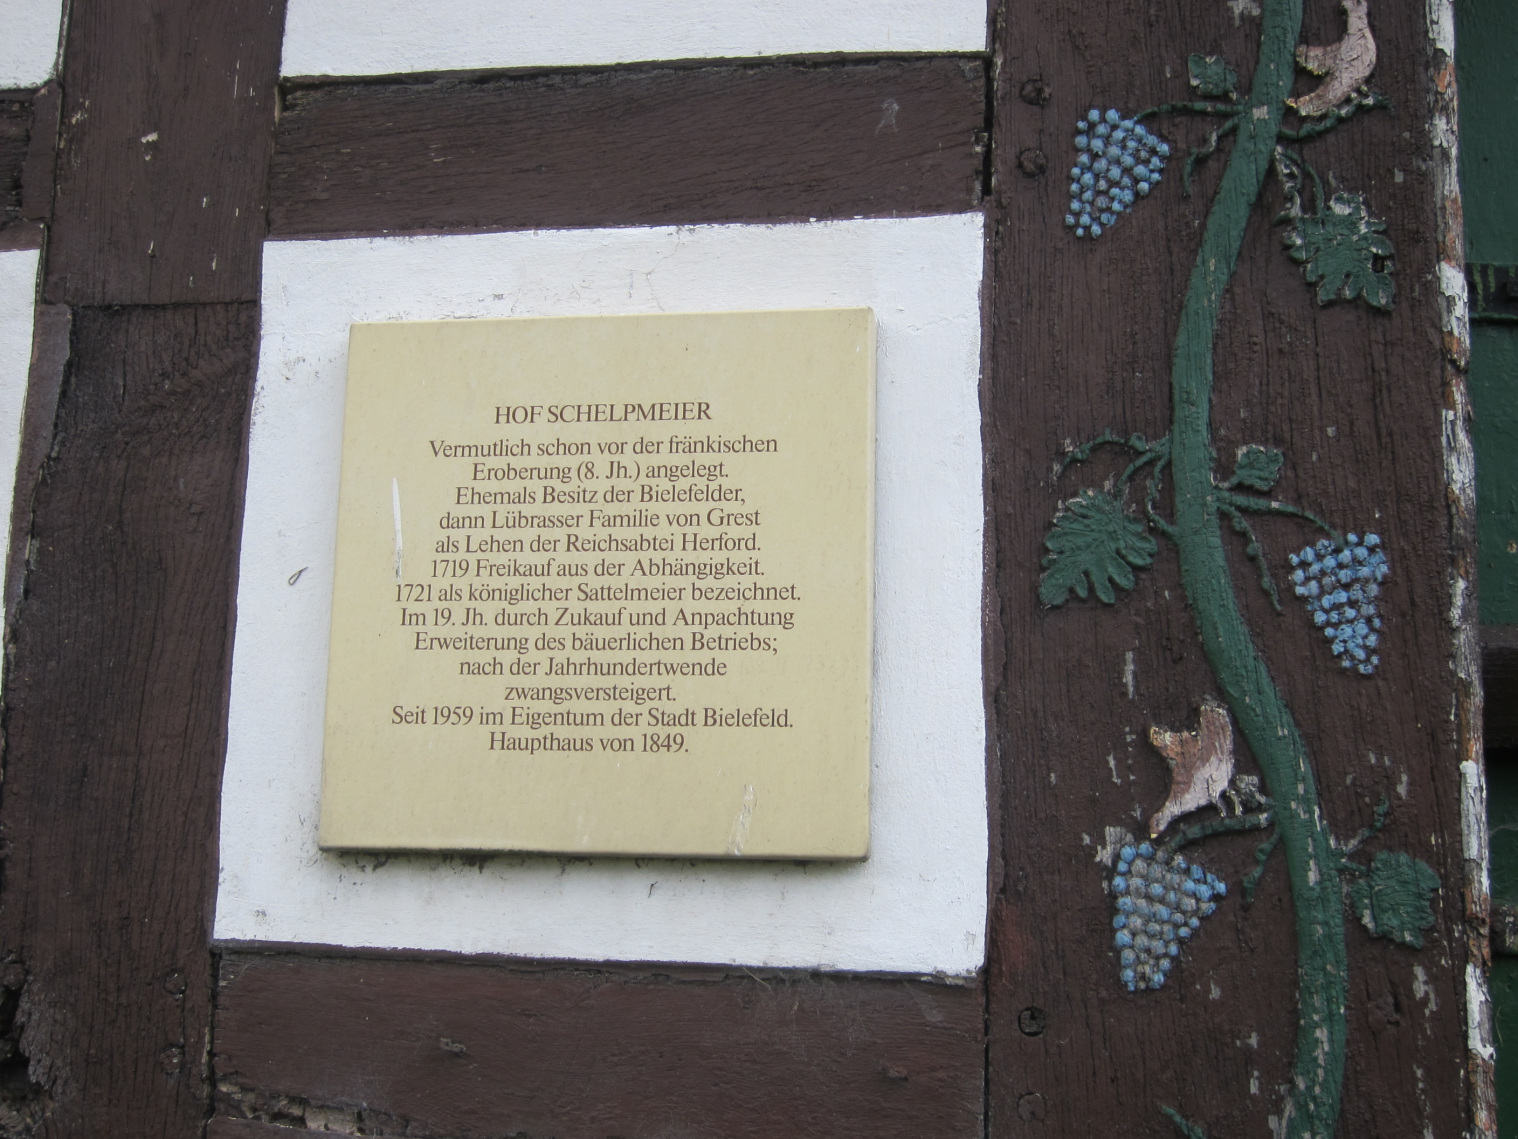 HOF SCHELPMEIER
Vermutlich schon vor der fränkischen
Eroberung (8. Jh.) angelegt.
Ehemals Besitz der Bielefelder,
dann Lübrasser Familie von Grest
als Lehen der Reichsabtei Herford.
1719 Freikauf aus der Abhängigkeit.
1721 als königlicher Sattelmeier bezeichnet.
Im 19. Jh. durch Zukauf und Anpachtung
Erweiterung des bäuerlichen Betriebs;
nach der Jahrhundertwende
zwangsversteigert.
Seit 1959 im Eigentum der Stadt Bielefeld.
Haupthaus von 1849.